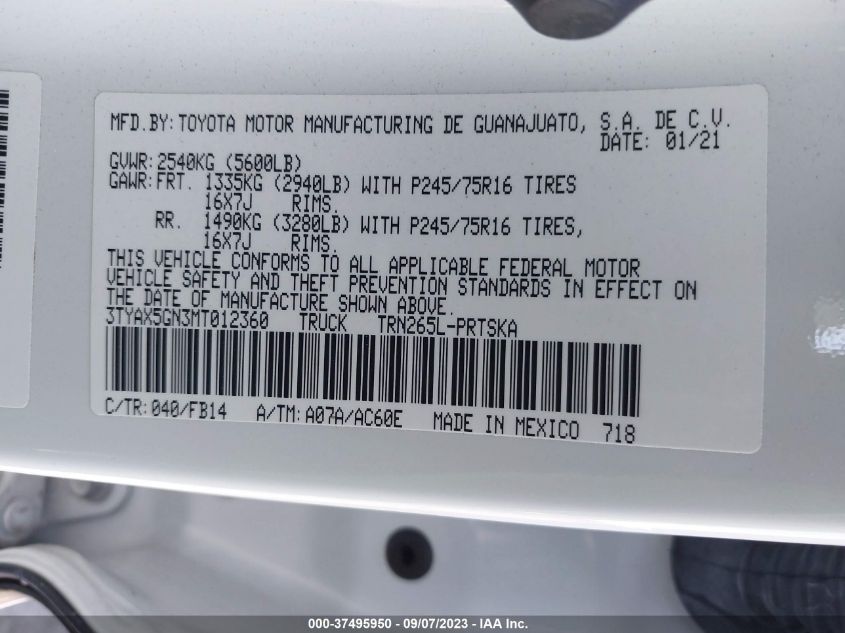 MFD.BY: TOYOTA MOTOR MANUFACTURING DE GUANAJUATO, S.A. DE C.V.
DATE: 01/21
GVWR: 2540KG (5600LB)
GAWR: FRT. 1335KG (2940LB) WITH P245/75R16 TIRES
16X7J RIMS.
RR. 1490KG (3280LB) WITH P245/75R16 TIRES,
16X7J RIMS.
THIS VEHICLE CONFORMS TO ALL APPLICABLE FEDERAL MOTOR
VEHICLE SAFETY AND THEFT PREVENTION STANDARDS IN EFFECT ON
THE DATE OF MANUFACTURE SHOWN ABOVE.
3TYAX5GN3MT012360 TRUCK TRN265L-PRTSKA
C/TR: 040/FB14 A/TM: A07A/AC60E MADE IN MEXICO 718
000-37495950 - 09/07/2023 - IAA Inc.